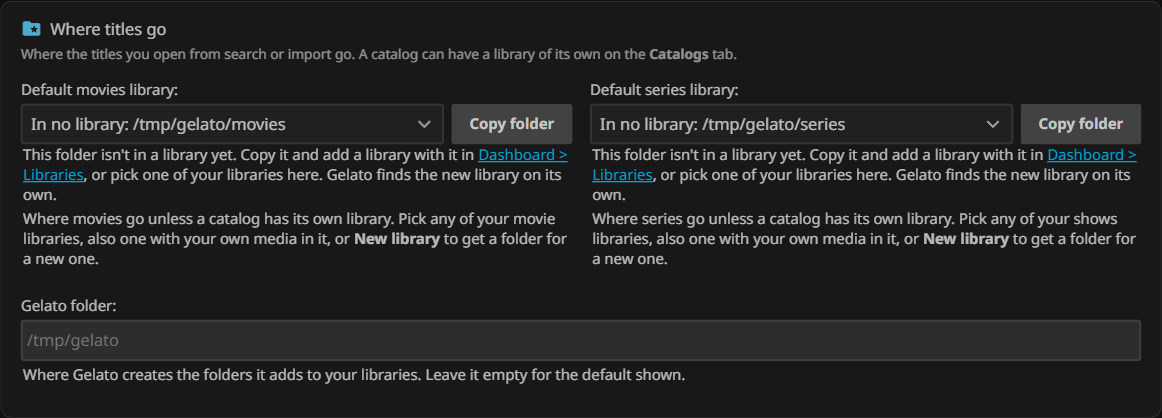 Where titles go
Where the titles you open from search or import go. A catalog can have a library of its own on the Catalogs tab.
Default movies library:
In no library: /tmp/gelato/movies
Copy folder
This folder isn't in a library yet. Copy it and add a library with it in Dashboard >
Libraries, or pick one of your libraries here. Gelato finds the new library on its
own.
Where movies go unless a catalog has its own library. Pick any of your movie
libraries, also one with your own media in it, or New library to get a folder for
a new one.
Default series library:
In no library: /tmp/gelato/series
Copy folder
This folder isn't in a library yet. Copy it and add a library with it in Dashboard >
Libraries, or pick one of your libraries here. Gelato finds the new library on its
own.
Where series go unless a catalog has its own library. Pick any of your shows
libraries, also one with your own media in it, or New library to get a folder for
a new one.
Gelato folder:
/tmp/gelato
Where Gelato creates the folders it adds to your libraries. Leave it empty for the default shown.